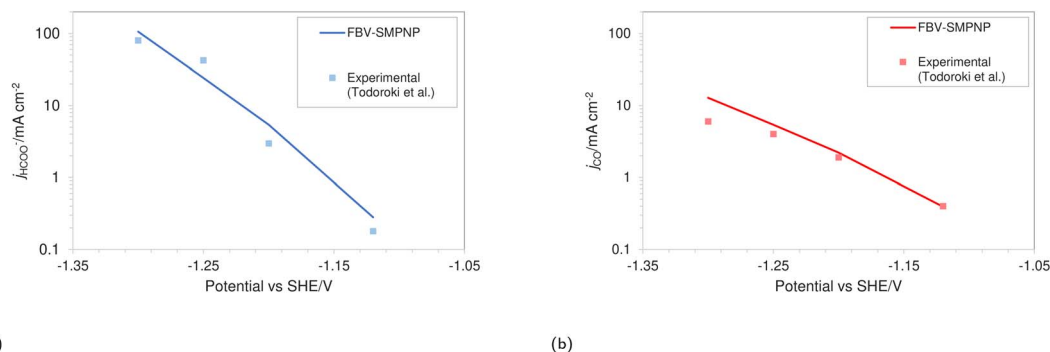 100
10
1
0.1
-1.35
-1.25
-1.15
-1.05
Potential vs SHE/V
jHCOO-/mA cm-2
FBV-SMPNP
Experimental
(Todoroki et al.)
)
100
10
1
0.1
-1.35
-1.25
-1.15
-1.05
Potential vs SHE/V
jCO/mA cm-2
FBV-SMPNP
Experimental
(Todoroki et al.)
(b)